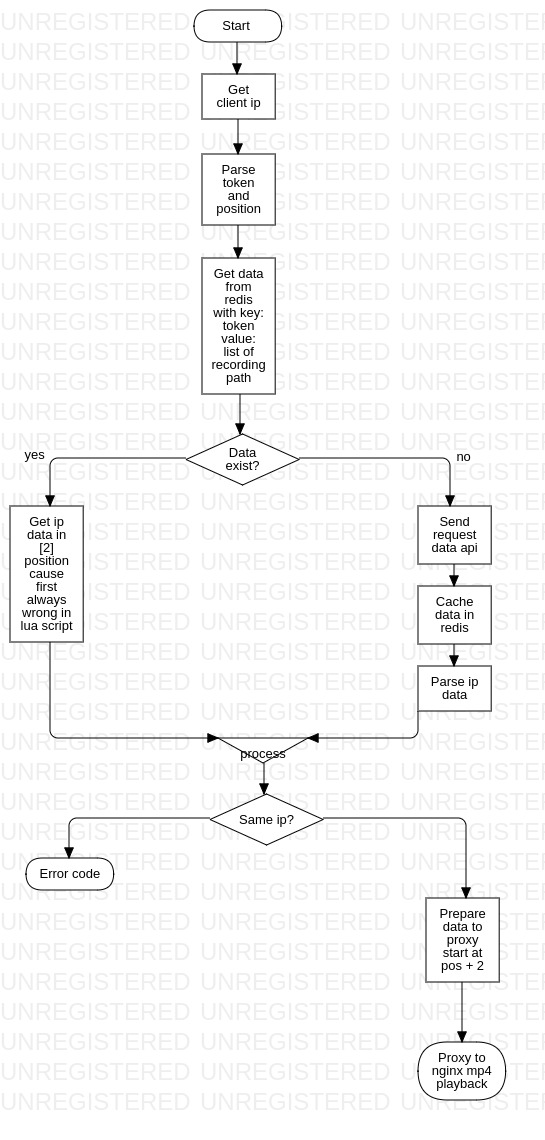 Start
Get
client ip
Parse
token
and
position
Get data
from
redis
with key:
token
value:
list of
recording
path
Data
exist?
yes
no
Get ip
data in
[2]
position
cause
first
always
wrong in
lua script
Send
request
data api
Cache
data in
redis
Parse ip
data
process
Same ip?
Error code
Prepare
data to
proxy
start at
pos + 2
Proxy to
nginx mp4
playback
UNREGISTERED UNREGISTERED UNREGISTERED